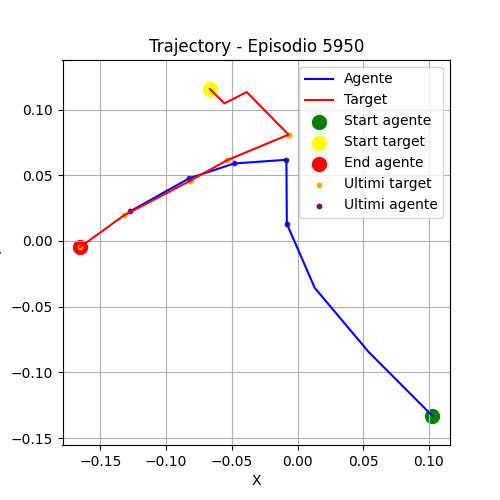 Trajectory - Episodio 5950
Agente
Target
Start agente
Start target
End agente
Ultimi target
Ultimi agente
0.10
0.05
0.00
−0.05
−0.10
−0.15
−0.15
−0.10
−0.05
0.00
0.05
0.10
X